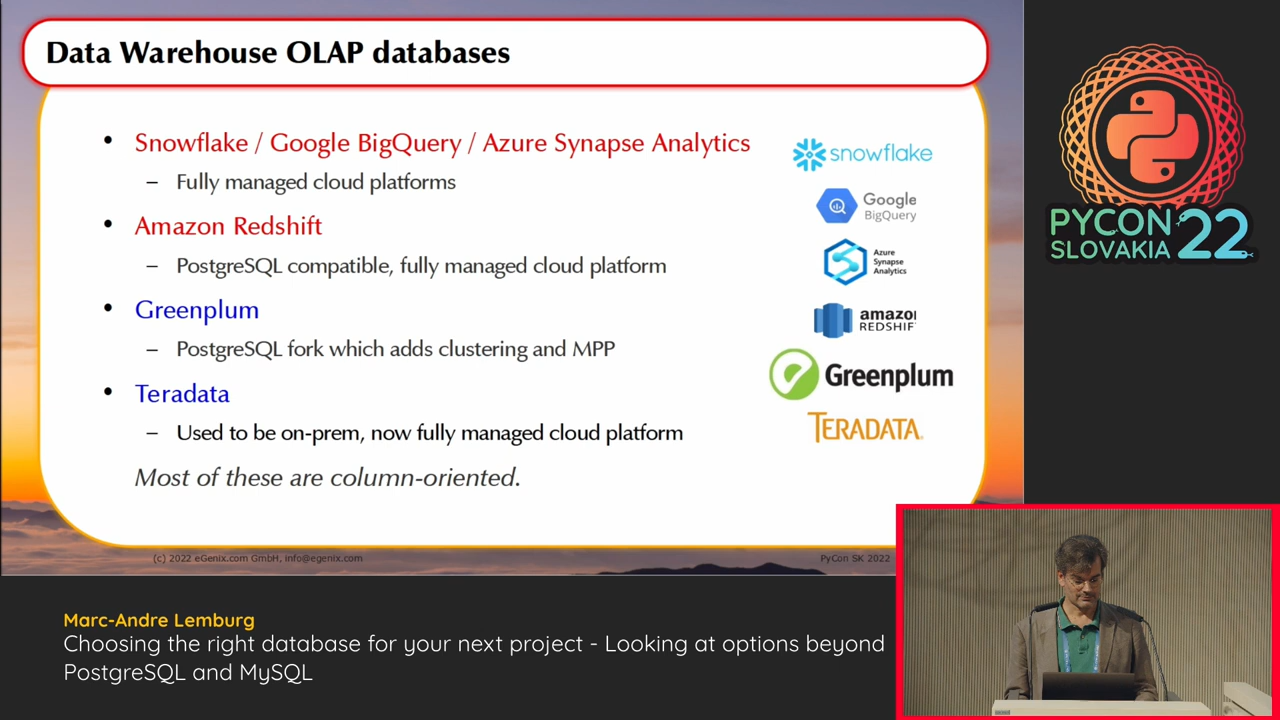 Data Warehouse OLAP databases
• Snowflake / Google BigQuery / Azure Synapse Analytics
– Fully managed cloud platforms
• Amazon Redshift
– PostgreSQL compatible, fully managed cloud platform
• Greenplum
– PostgreSQL fork which adds clustering and MPP
• Teradata
– Used to be on-prem, now fully managed cloud platform
Most of these are column-oriented.
snowflake
Google
BigQuery
Azure
Synapse
Analytics
amazon
REDSHIFT
Greenplum
TERADATA.
(c) 2022 eGenix.com GmbH, info@egenix.com
PyCon SK 2022
PYCON
SLOVAKIA
22
Marc-Andre Lemburg
Choosing the right database for your next project - Looking at options beyond
PostgreSQL and MySQL